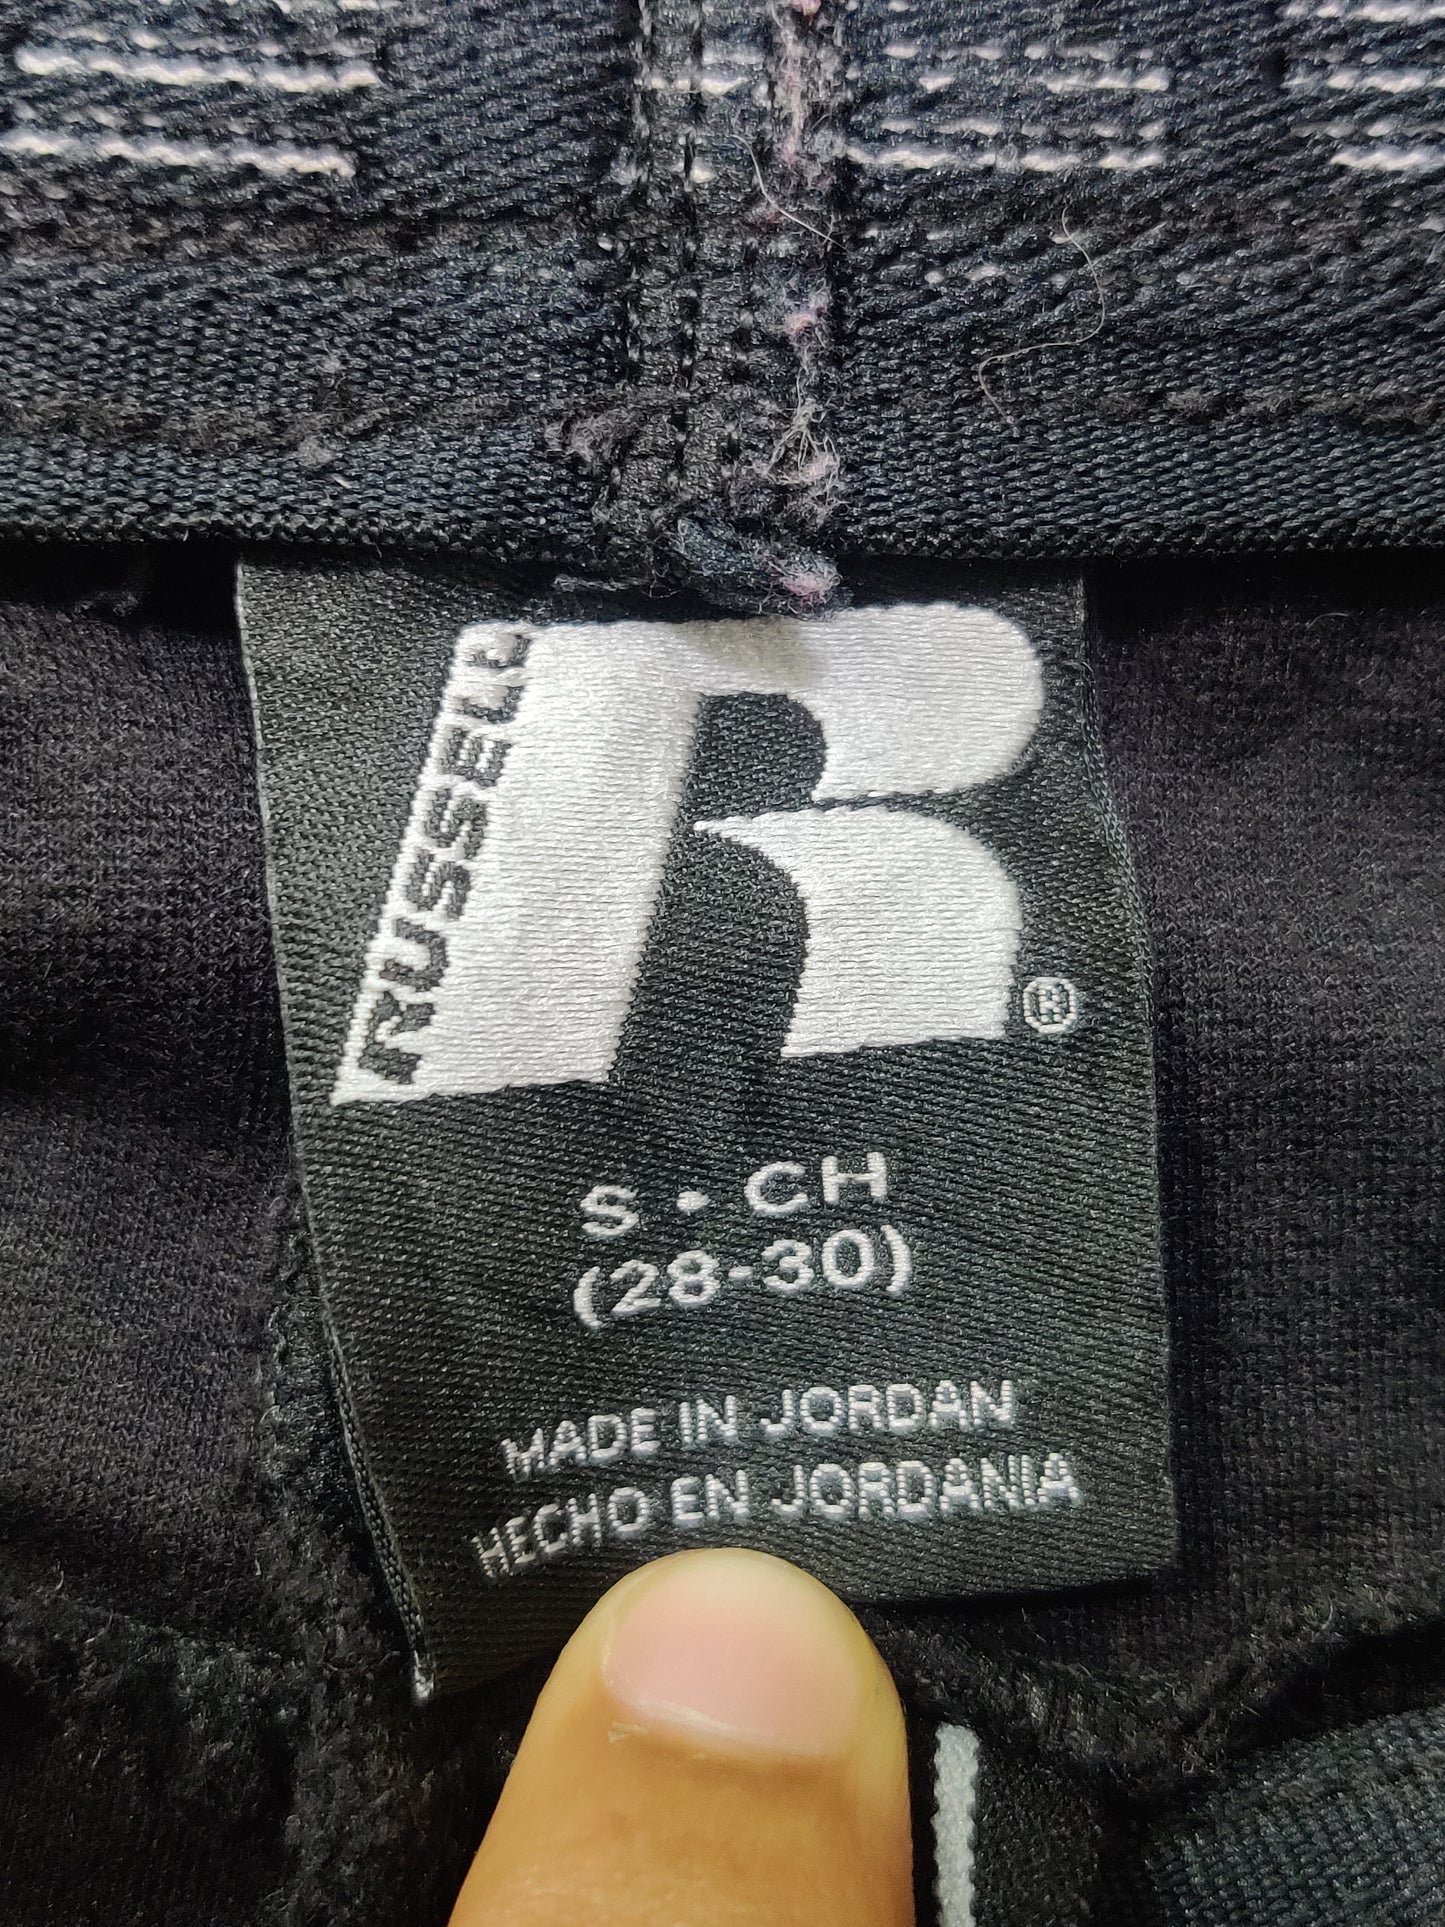 RUSSELL
R
®
S • CH
(28-30)
MADE IN JORDAN
HECHO EN JORDANIA